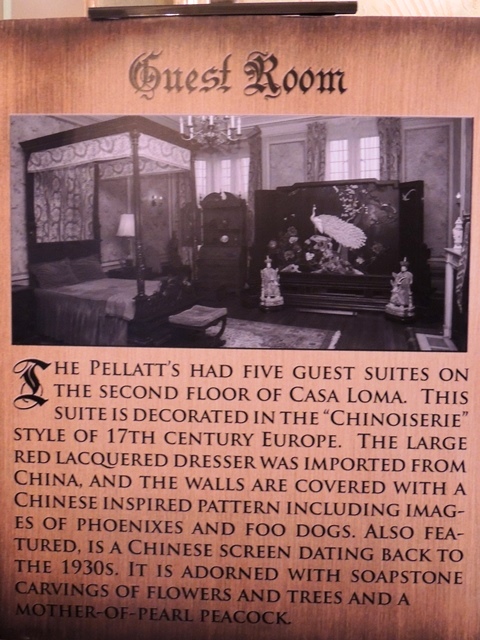 Guest Room
The Pellatt's had five guest suites on
the second floor of Casa Loma. This
suite is decorated in the "Chinoiserie"
style of 17th century Europe. The large
red lacquered dresser was imported from
China, and the walls are covered with a
Chinese inspired pattern including imag-
es of phoenixes and foo dogs. Also fea-
tured, is a Chinese screen dating back to
the 1930s. It is adorned with soapstone
carvings of flowers and trees and a
mother-of-pearl peacock.